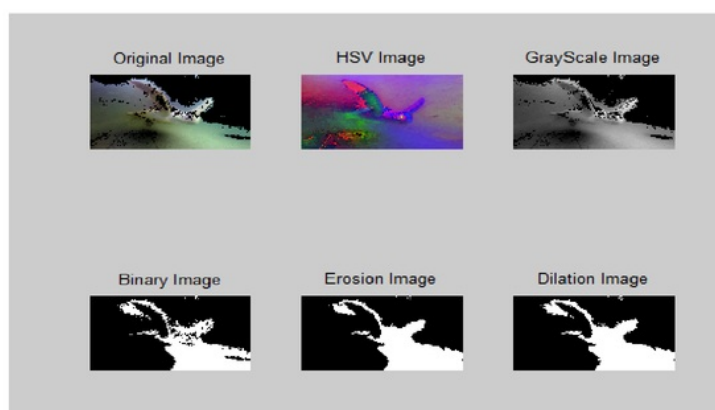 Original Image
HSV Image
GrayScale Image
Binary Image
Erosion Image
Dilation Image